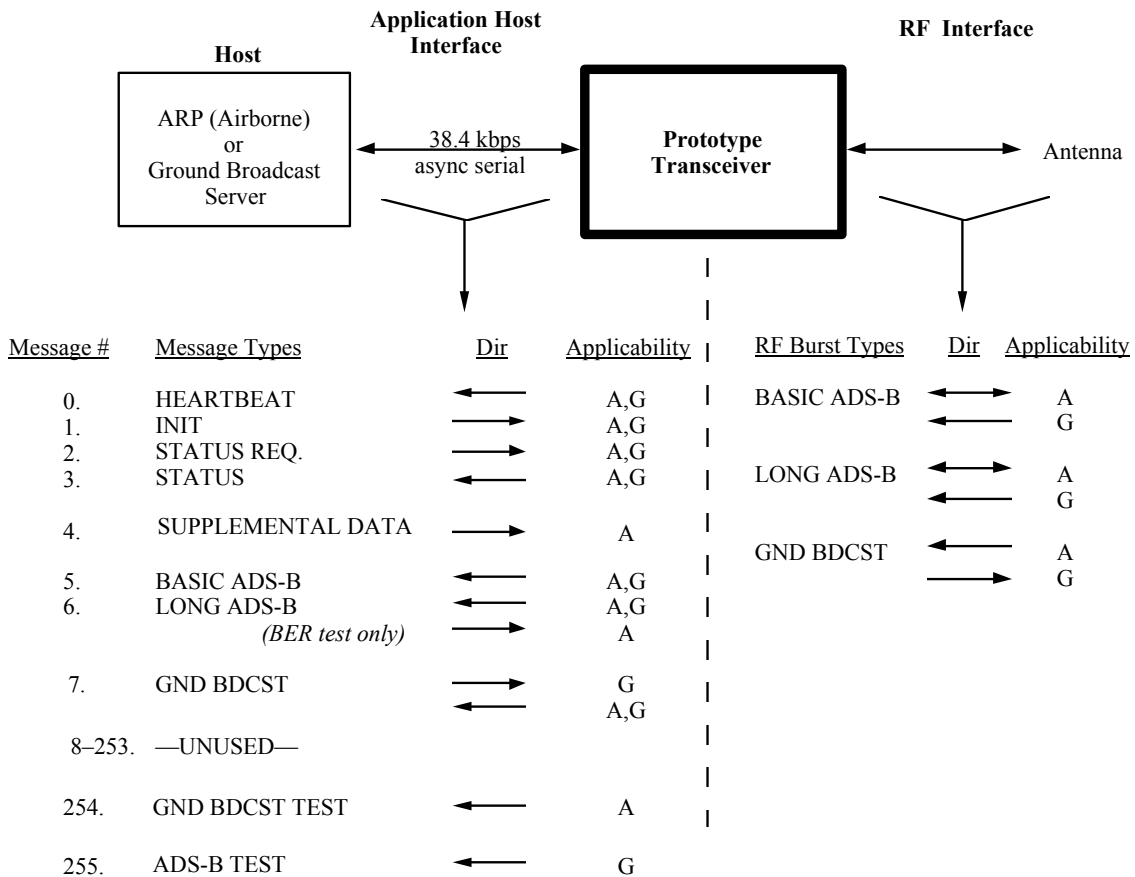 Application Host
Interface
RF Interface
Host
ARP (Airborne)
or
Ground Broadcast
Server
38.4 kbps
async serial
Prototype
Transceiver
Antenna
Message # Message Types Dir Applicability
0. HEARTBEAT A,G
1. INIT A,G
2. STATUS REQ. A,G
3. STATUS A,G
4. SUPPLEMENTAL DATA A
5. BASIC ADS-B A,G
6. LONG ADS-B A,G
(BER test only) A
7. GND BDCST G
A,G
8–253. —UNUSED—
254. GND BDCST TEST A
255. ADS-B TEST G
RF Burst Types Dir Applicability
BASIC ADS-B A
G
LONG ADS-B A
G
GND BDCST A
G